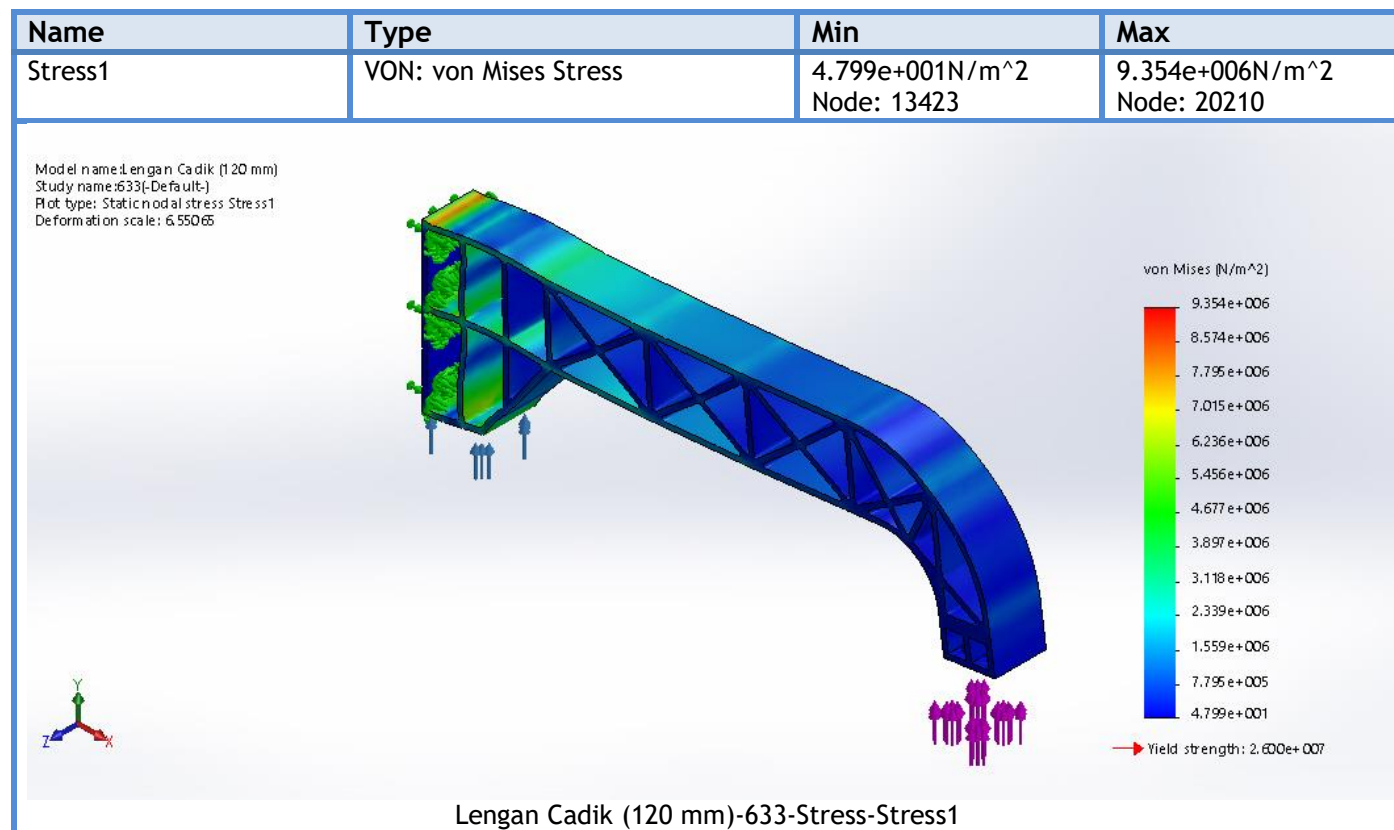 Name Type Min Max
Stress1 VON: von Mises Stress 4.799e+001N/m^2 9.354e+006N/m^2
Node: 13423 Node: 20210
Model name:Lengan Cadik (120 mm)
Study name:633(-Default-)
Plot type: Static nodal stress Stress1
Deformation scale: 6.55065
von Mises (N/m^2)
9.354e+006
8.574e+006
7.795e+006
7.015e+006
6.236e+006
5.456e+006
4.677e+006
3.897e+006
3.118e+006
2.339e+006
1.559e+006
7.795e+005
4.799e+001
Yield strength: 2.600e+007
Y
Z X
Lengan Cadik (120 mm)-633-Stress-Stress1